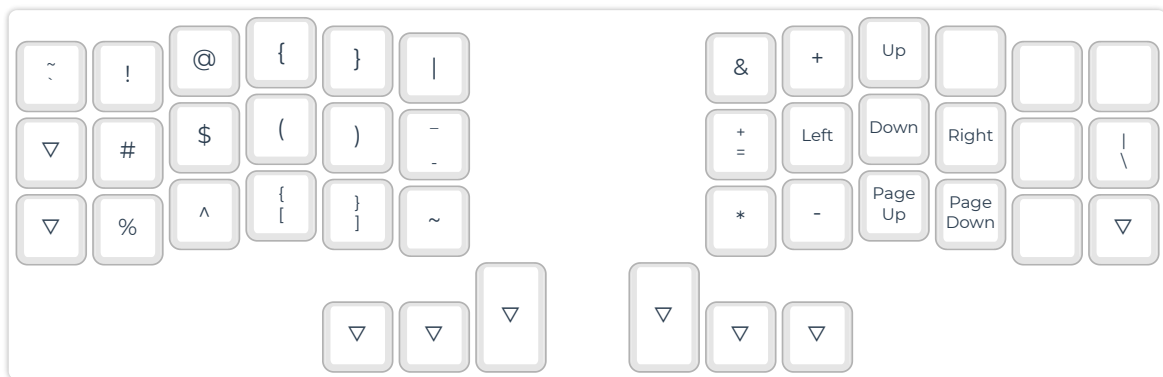 ~ ! @ { } | & + Up
`
▽ # $ ( ) _ + Left Down Right |
- = \
▽ % ^ { } ~ * - Page Page ▽
[ ] Up Down
▽ ▽ ▽ ▽ ▽ ▽